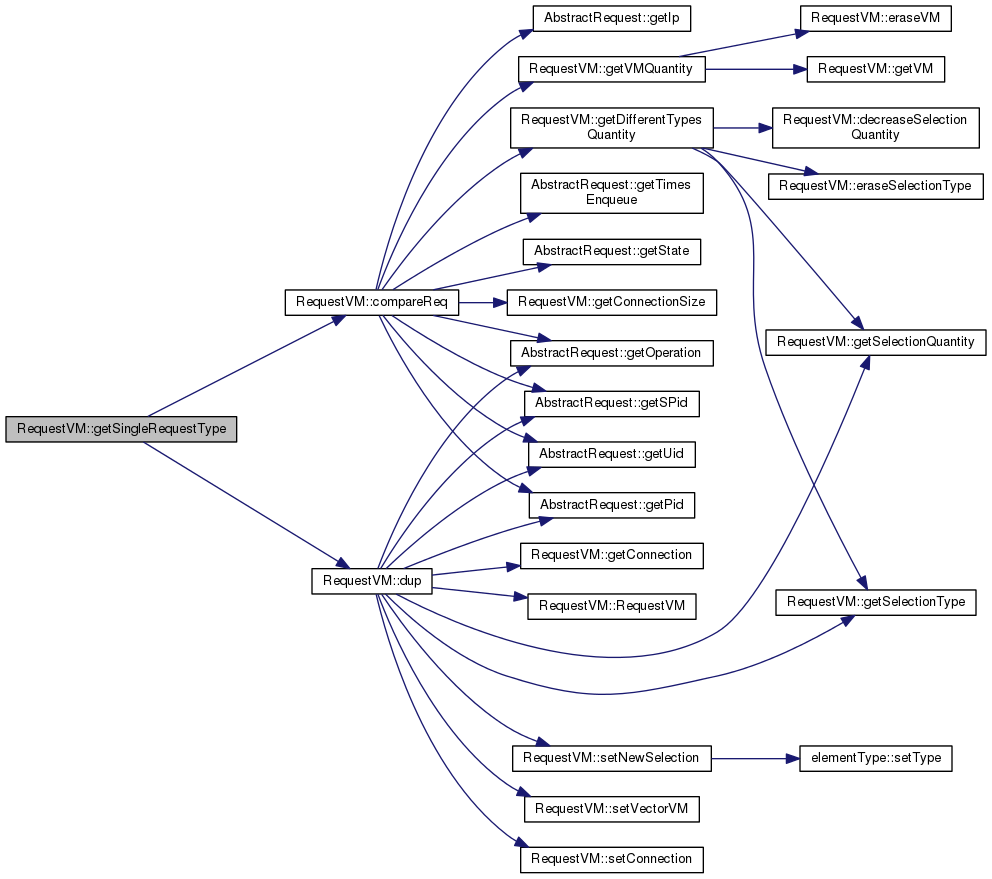 AbstractRequest::getIp
RequestVM::eraseVM
RequestVM::getVMQuantity
RequestVM::getVM
RequestVM::getDifferentTypes
Quantity
RequestVM::decreaseSelection
Quantity
AbstractRequest::getTimes
Enqueue
RequestVM::eraseSelectionType
AbstractRequest::getState
RequestVM::compareReq
RequestVM::getConnectionSize
AbstractRequest::getOperation
RequestVM::getSelectionQuantity
AbstractRequest::getSPid
RequestVM::getSingleRequestType
AbstractRequest::getUid
AbstractRequest::getPid
RequestVM::getConnection
RequestVM::dup
RequestVM::RequestVM
RequestVM::getSelectionType
RequestVM::setNewSelection
elementType::setType
RequestVM::setVectorVM
RequestVM::setConnection